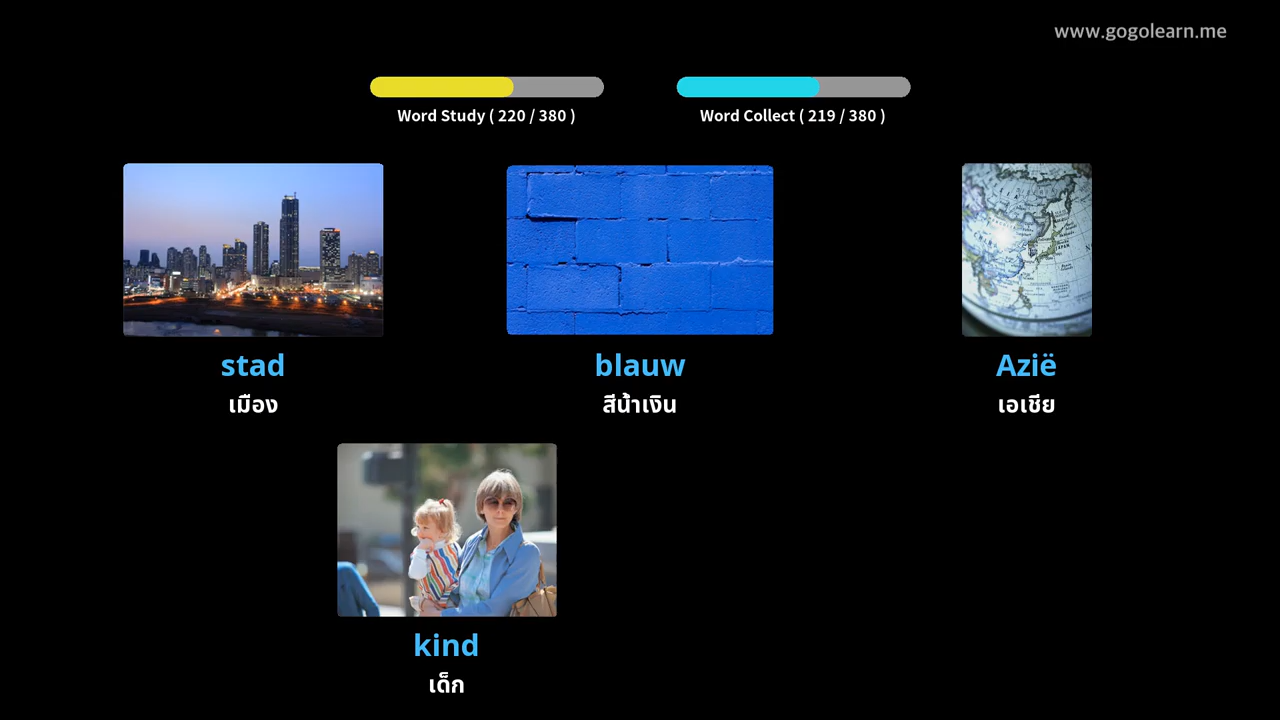 www.gogolearn.me
Word Study ( 220 / 380 )
Word Collect ( 219 / 380 )
stad
เมือง
blauw
สีน้ำเงิน
Azië
เอเชีย
kind
เด็ก